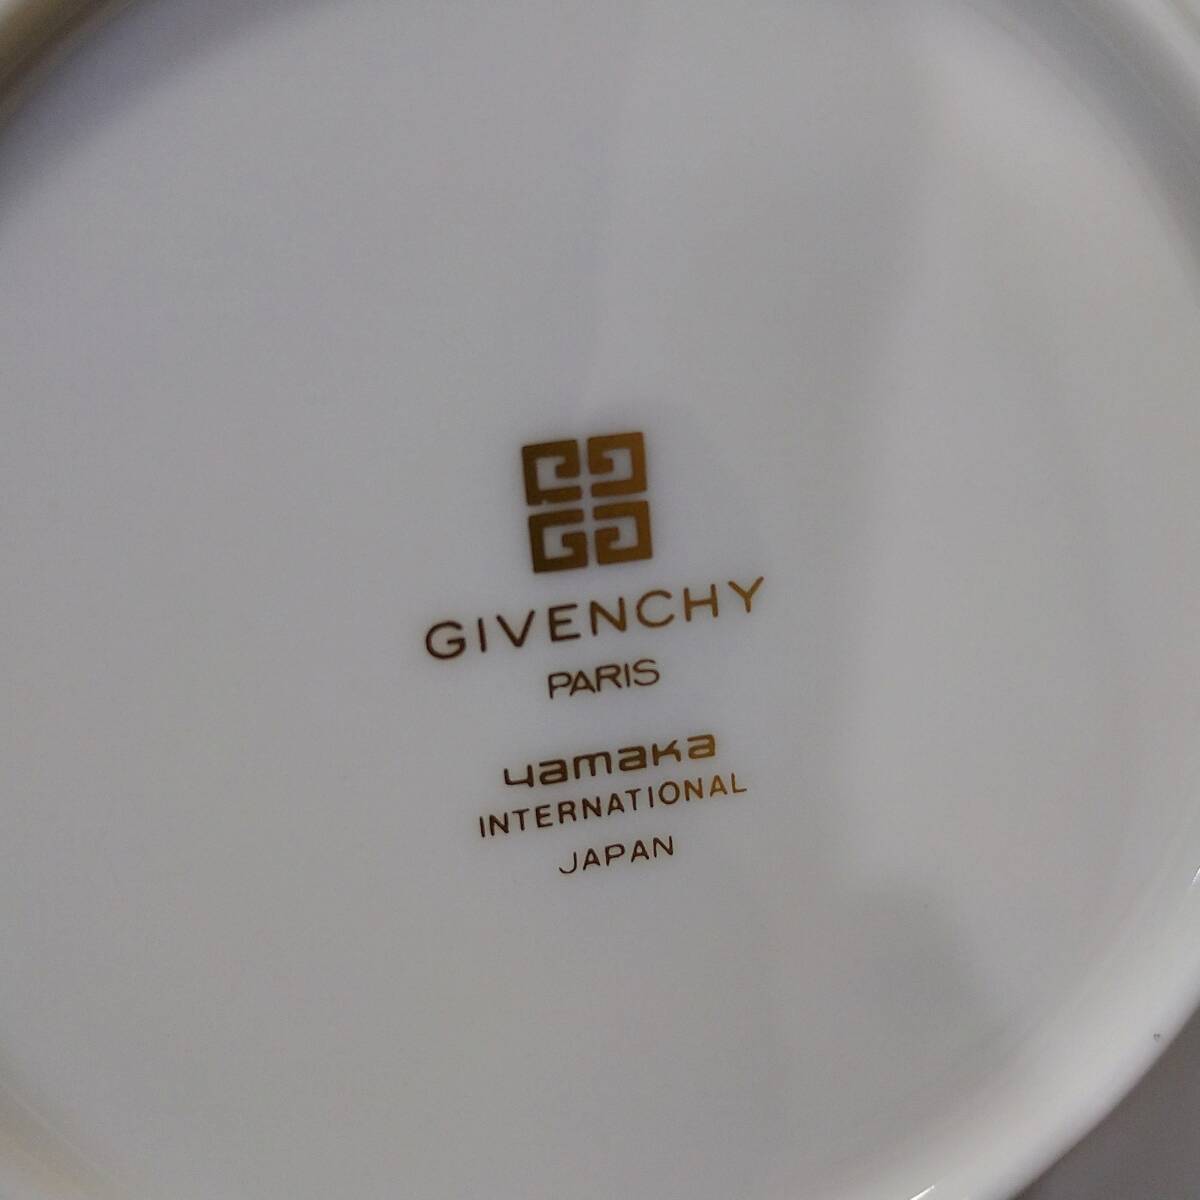 GIVENCHY
PARIS
yamaka
INTERNATIONAL
JAPAN